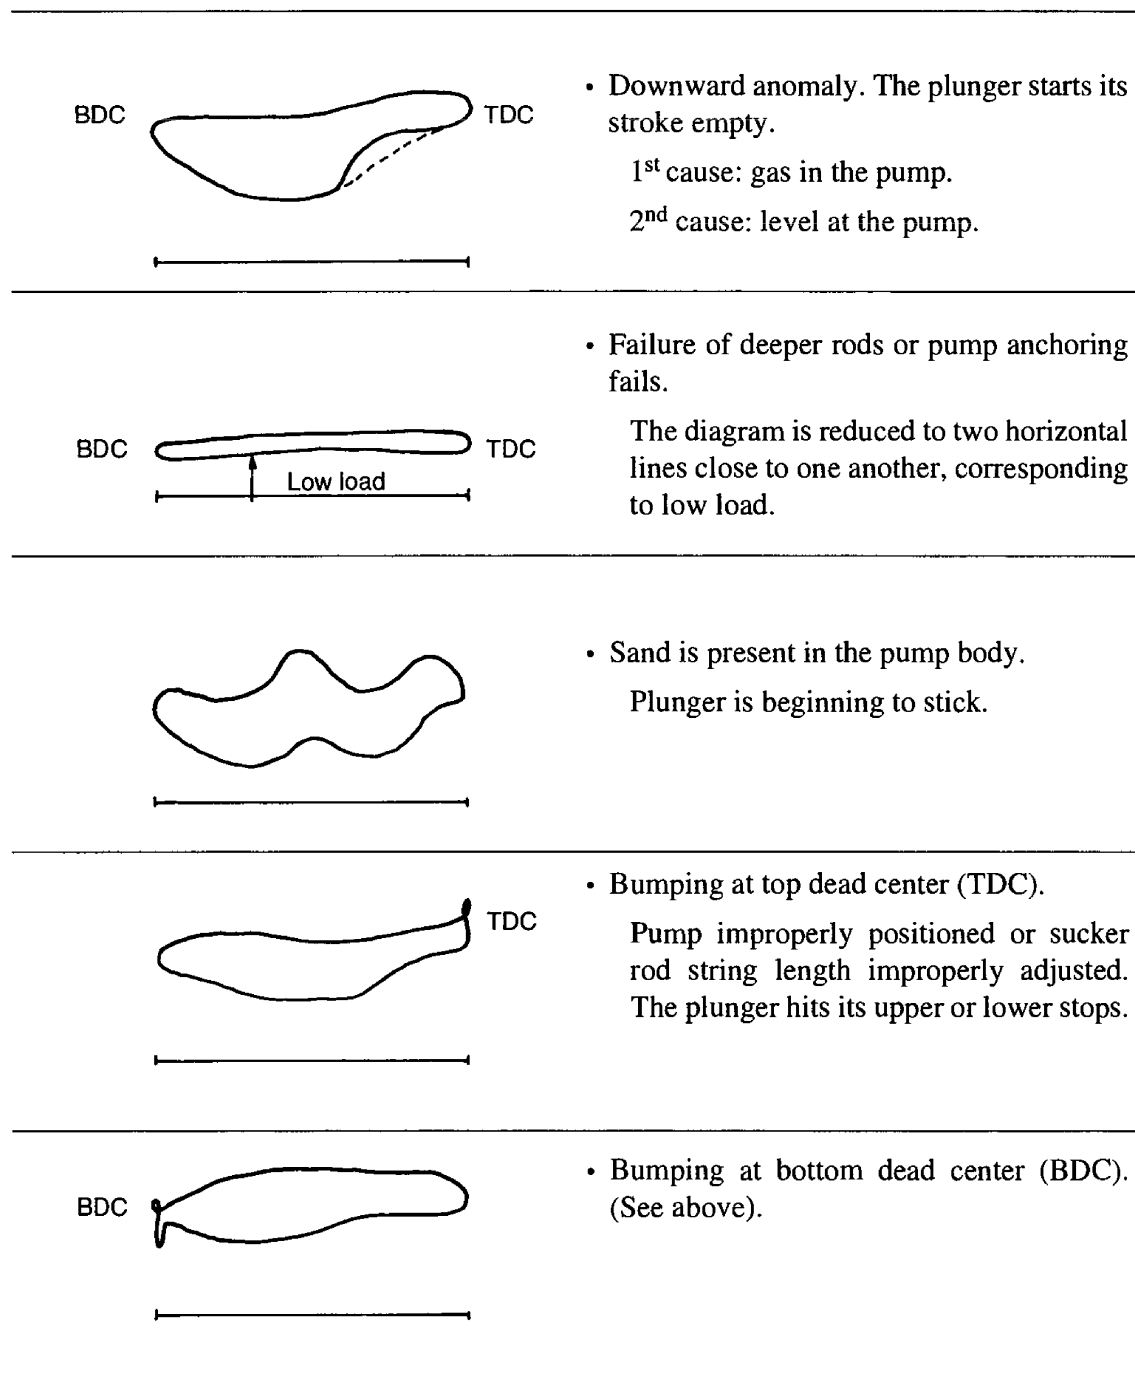 BDC
TDC
• Downward anomaly. The plunger starts its
stroke empty.
1st cause: gas in the pump.
2nd cause: level at the pump.
BDC
TDC
Low load
• Failure of deeper rods or pump anchoring
fails.
The diagram is reduced to two horizontal
lines close to one another, corresponding
to low load.
• Sand is present in the pump body.
Plunger is beginning to stick.
TDC
• Bumping at top dead center (TDC).
Pump improperly positioned or sucker
rod string length improperly adjusted.
The plunger hits its upper or lower stops.
BDC
• Bumping at bottom dead center (BDC).
(See above).